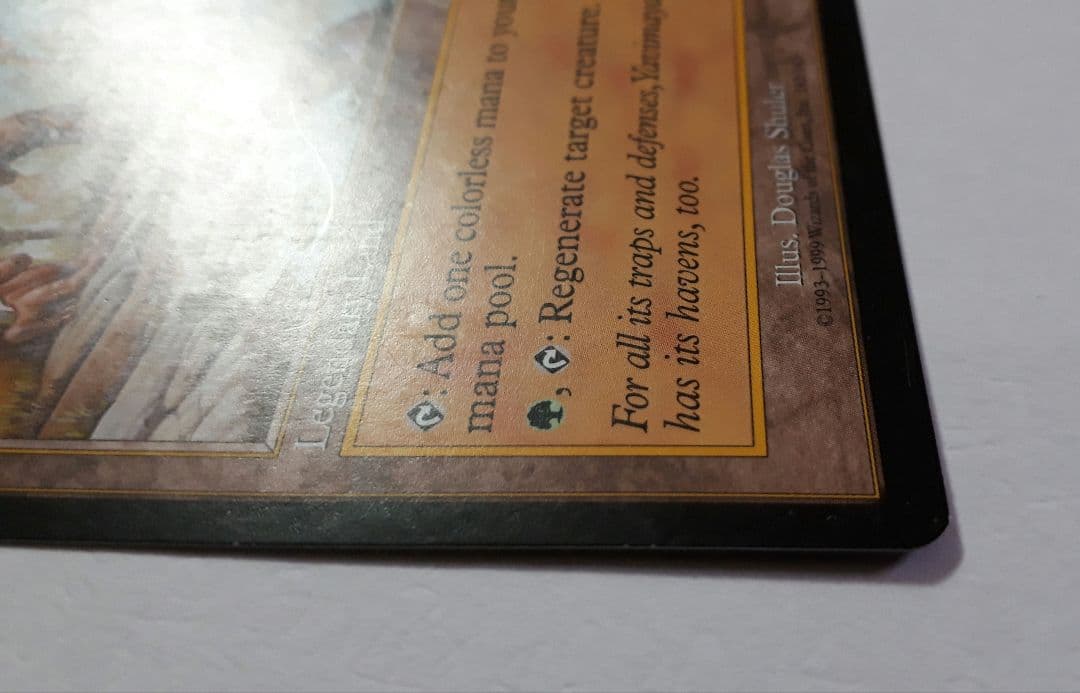 Legendary Land
: Add one colorless mana to your
mana pool.
, : Regenerate target creature.
For all its traps and defenses, Yavimaya
has its havens, too.
Illus. Douglas Shuler
©1993–1999 Wizards of the Coast, Inc.